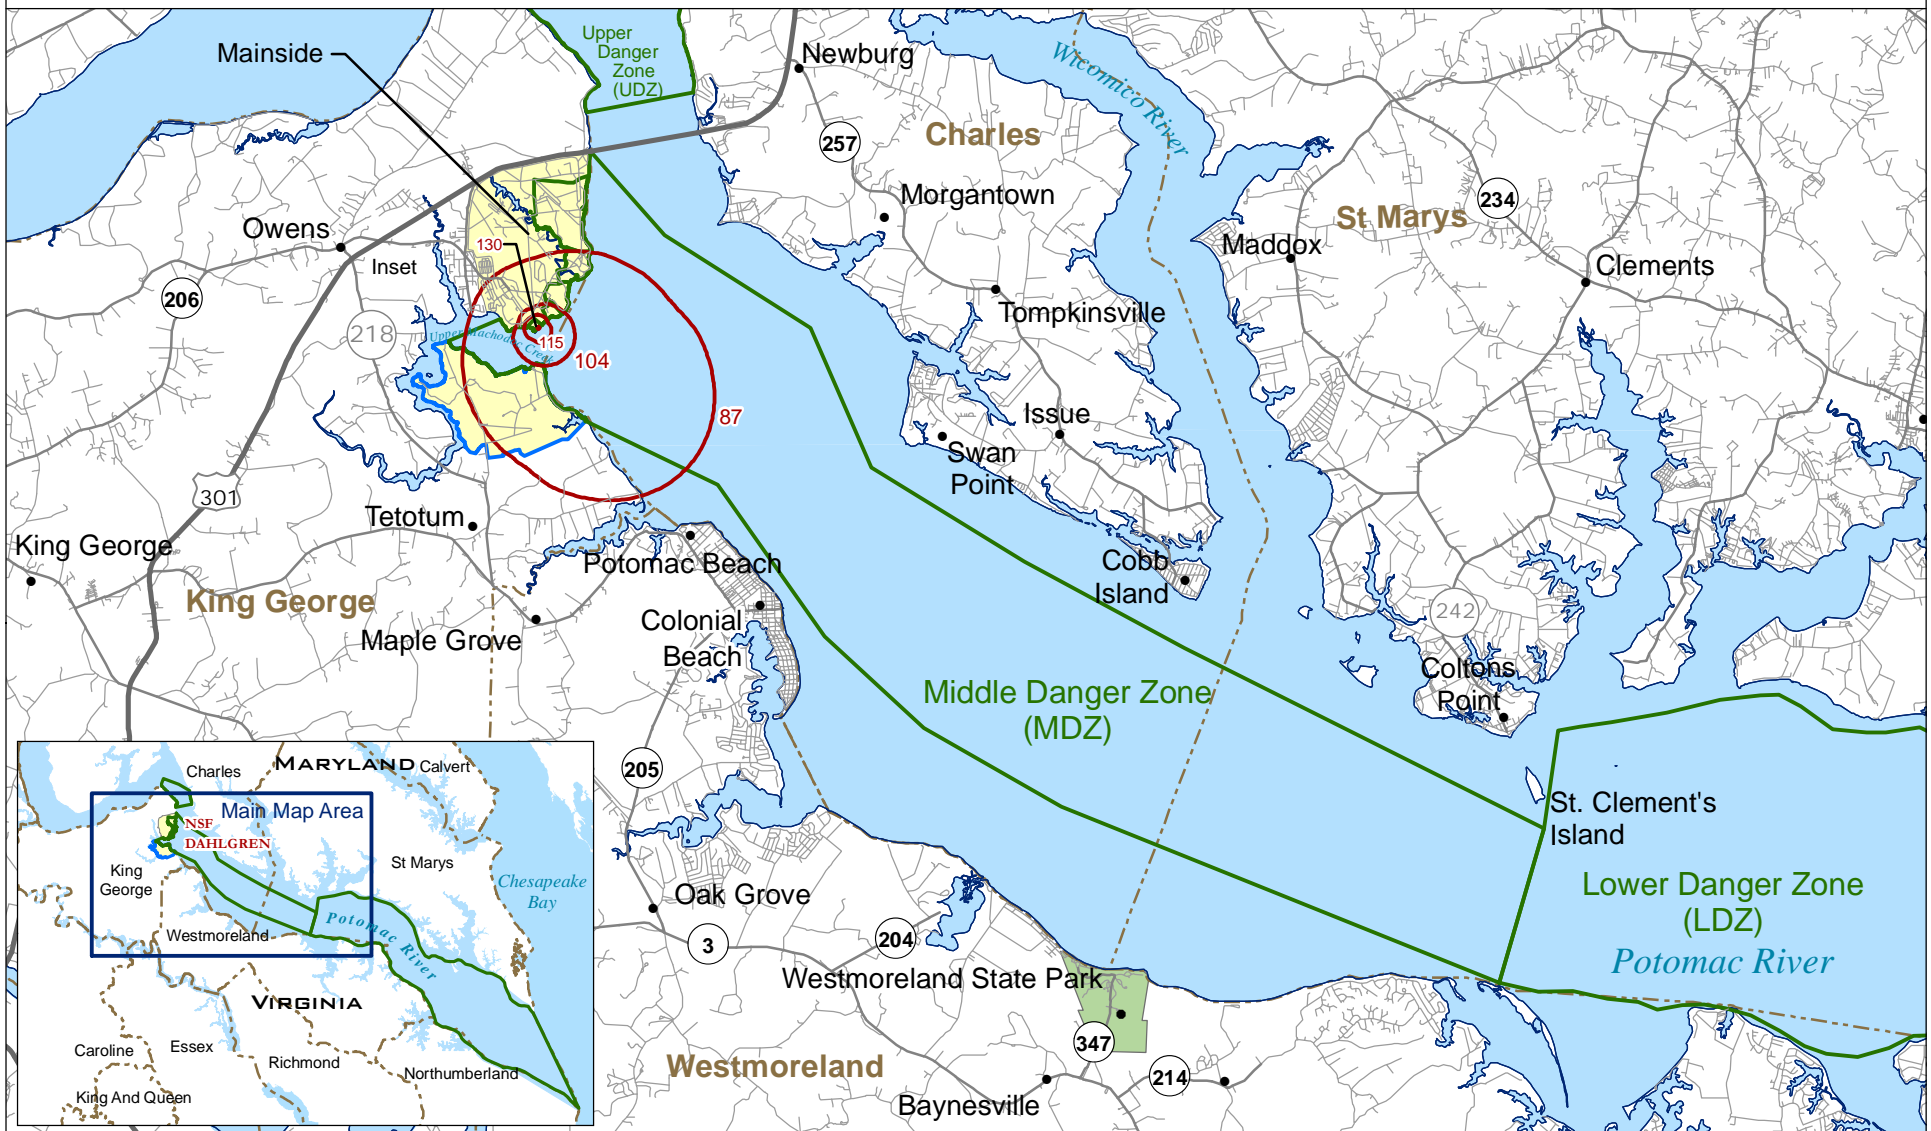 Upper
Danger
Zone
(UDZ)
Mainside
Newburg
Wicomico River
257
Charles
Morgantown
234
St Marys
Owens
130
Maddox
Inset
Clements
206
218
Upper Machodoc Creek
115
104
Tompkinsville
87
Issue
Swan
Point
301
Tetotum
King George
Potomac Beach
Cobb
Island
King George
242
Maple Grove
Colonial
Beach
Coltons
Point
Middle Danger Zone
(MDZ)
205
St. Clement's
Island
Oak Grove
Lower Danger Zone
(LDZ)
Potomac River
3
204
Westmoreland State Park
347
Westmoreland
214
Baynesville
MARYLAND
Charles
Calvert
Main Map Area
NSF
DAHLGREN
King
George
St Marys
Chesapeake
Bay
Potomac River
Westmoreland
VIRGINIA
Caroline
Essex
Richmond
Northumberland
King And Queen